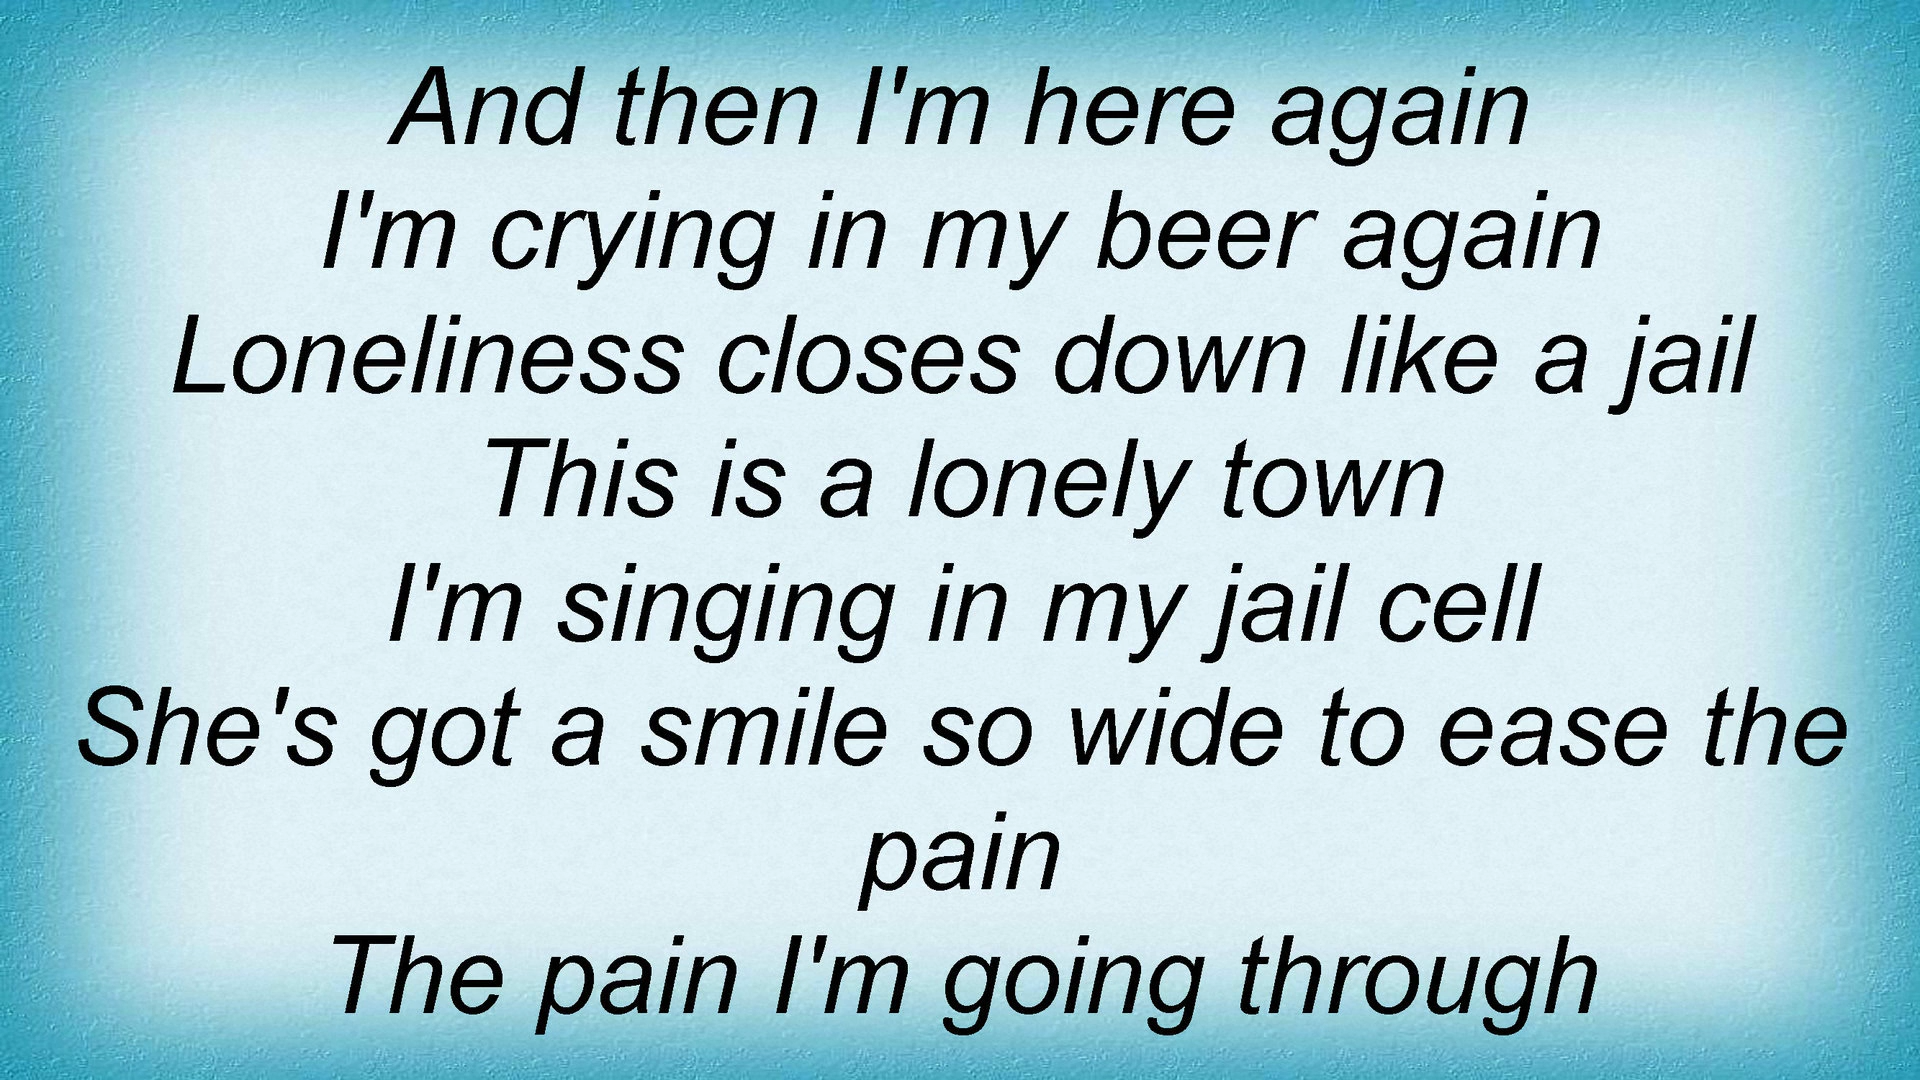 And then I'm here again
I'm crying in my beer again
Loneliness closes down like a jail
This is a lonely town
I'm singing in my jail cell
She's got a smile so wide to ease the
pain
The pain I'm going through